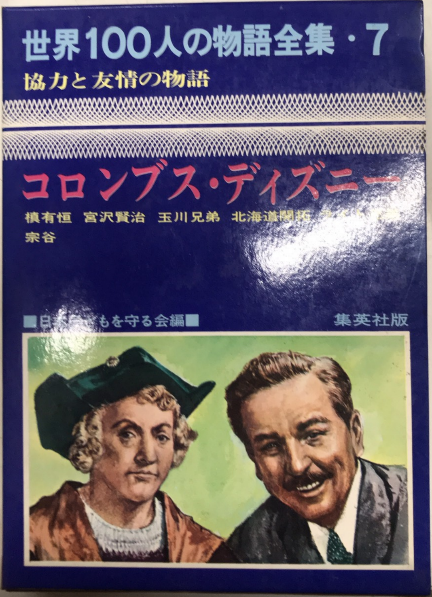 世界100人の物語全集・7
協力と友情の物語
コロンブス・ディズニー
槙有恒 宮沢賢治 玉川兄弟 北海道開拓
宗谷
■日本子どもを守る会編■
集英社版